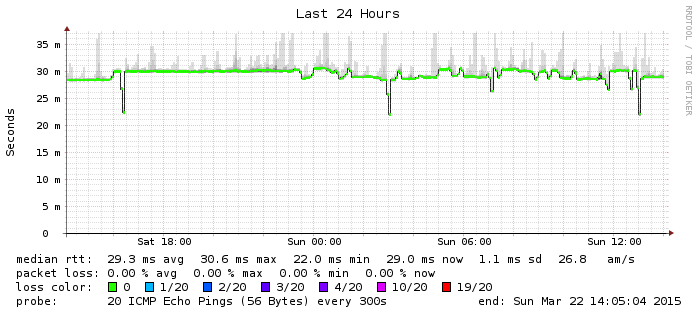 Last 24 Hours
RRDTOOL / TOBI OETIKER
Seconds
35 m
30 m
25 m
20 m
15 m
10 m
5 m
0
Sat 18:00 Sun 00:00 Sun 06:00 Sun 12:00
median rtt: 29.3 ms avg 30.6 ms max 22.0 ms min 29.0 ms now 1.1 ms sd 26.8 am/s
packet loss: 0.00 % avg 0.00 % max 0.00 % min 0.00 % now
loss color: 0 1/20 2/20 3/20 4/20 10/20 19/20
probe: 20 ICMP Echo Pings (56 Bytes) every 300s end: Sun Mar 22 14:05:04 2015